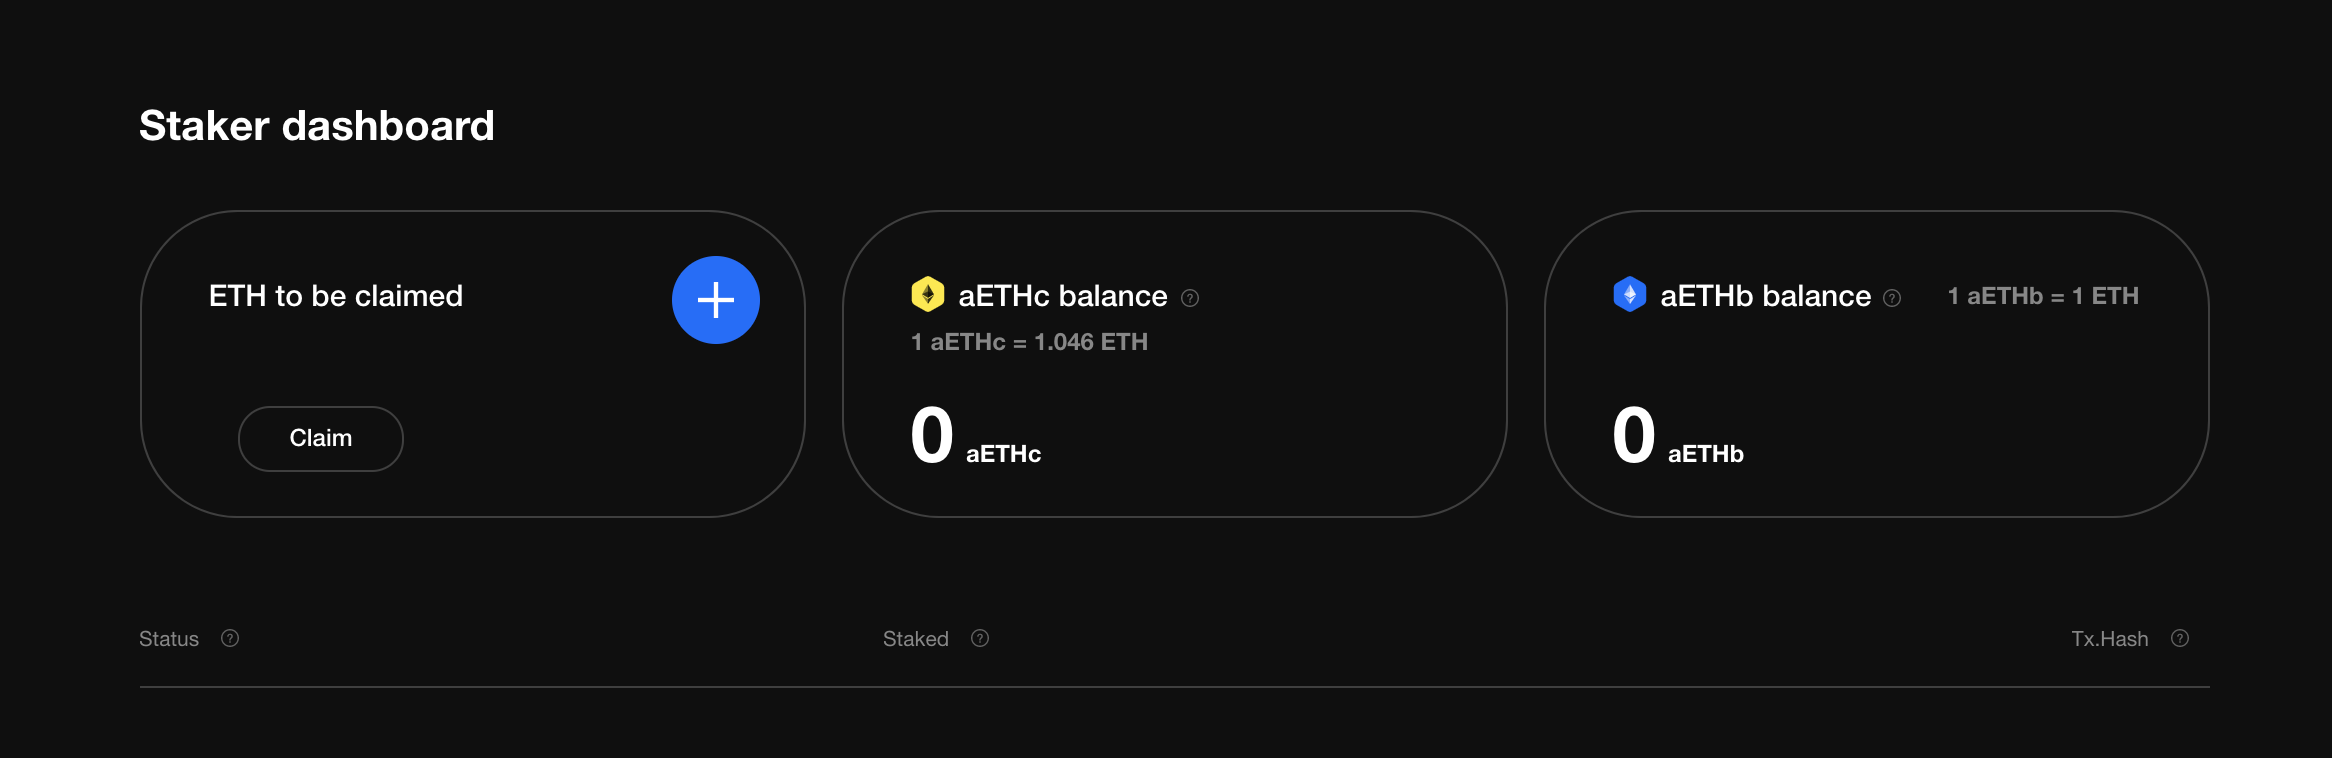 Staker dashboard
ETH to be claimed
Claim
aETHc balance
1 aETHc = 1.046 ETH
0 aETHc
aETHb balance
1 aETHb = 1 ETH
0 aETHb
Status
Staked
Tx.Hash